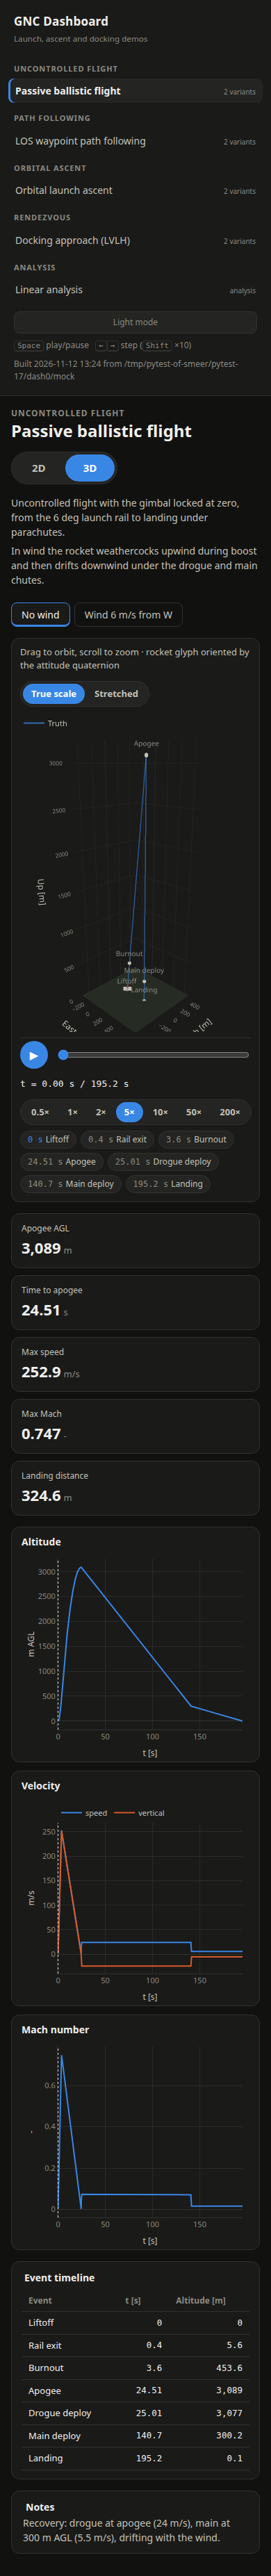 GNC Dashboard
Launch, ascent and docking demos
UNCONTROLLED FLIGHT
Passive ballistic flight 2 variants
PATH FOLLOWING
LOS waypoint path following 2 variants
ORBITAL ASCENT
Orbital launch ascent 2 variants
RENDEZVOUS
Docking approach (LVLH) 2 variants
ANALYSIS
Linear analysis analysis
Light mode
Space play/pause ← → step (Shift ×10)
Built 2026-11-12 13:24 from /tmp/pytest-of-smeer/pytest-
17/dash0/mock
UNCONTROLLED FLIGHT
Passive ballistic flight
2D 3D
Uncontrolled flight with the gimbal locked at zero,
from the 6 deg launch rail to landing under
parachutes.
In wind the rocket weathercocks upwind during boost
and then drifts downwind under the drogue and main
chutes.
No wind Wind 6 m/s from W
Drag to orbit, scroll to zoom · rocket glyph oriented by
the attitude quaternion
True scale Stretched
Truth
Apogee
3000
2500
2000
1500
Up [m]
1000
Burnout
500
Main deploy
Liftoff
Landing
0
−200 0 200 400
−200 0 200 400
East
h [m]
▶
t = 0.00 s / 195.2 s
0.5× 1× 2× 5× 10× 50× 200×
0 s Liftoff 0.4 s Rail exit 3.6 s Burnout
24.51 s Apogee 25.01 s Drogue deploy
140.7 s Main deploy 195.2 s Landing
Apogee AGL
3,089 m
Time to apogee
24.51 s
Max speed
252.9 m/s
Max Mach
0.747 -
Landing distance
324.6 m
Altitude
3000
2500
2000
1500
1000
500
0
m AGL
0 50 100 150
t [s]
Velocity
speed vertical
250
200
150
100
50
0
m/s
0 50 100 150
t [s]
Mach number
0.6
0.4
0.2
0
-
0 50 100 150
t [s]
Event timeline
Event t [s] Altitude [m]
Liftoff 0 0
Rail exit 0.4 5.6
Burnout 3.6 453.6
Apogee 24.51 3,089
Drogue deploy 25.01 3,077
Main deploy 140.7 300.2
Landing 195.2 0.1
Notes
Recovery: drogue at apogee (24 m/s), main at
300 m AGL (5.5 m/s), drifting with the wind.